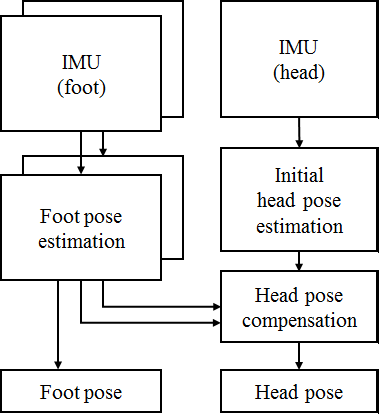 IMU
(foot)
IMU
(head)
Foot pose
estimation
Initial
head pose
estimation
Head pose
compensation
Foot pose
Head pose